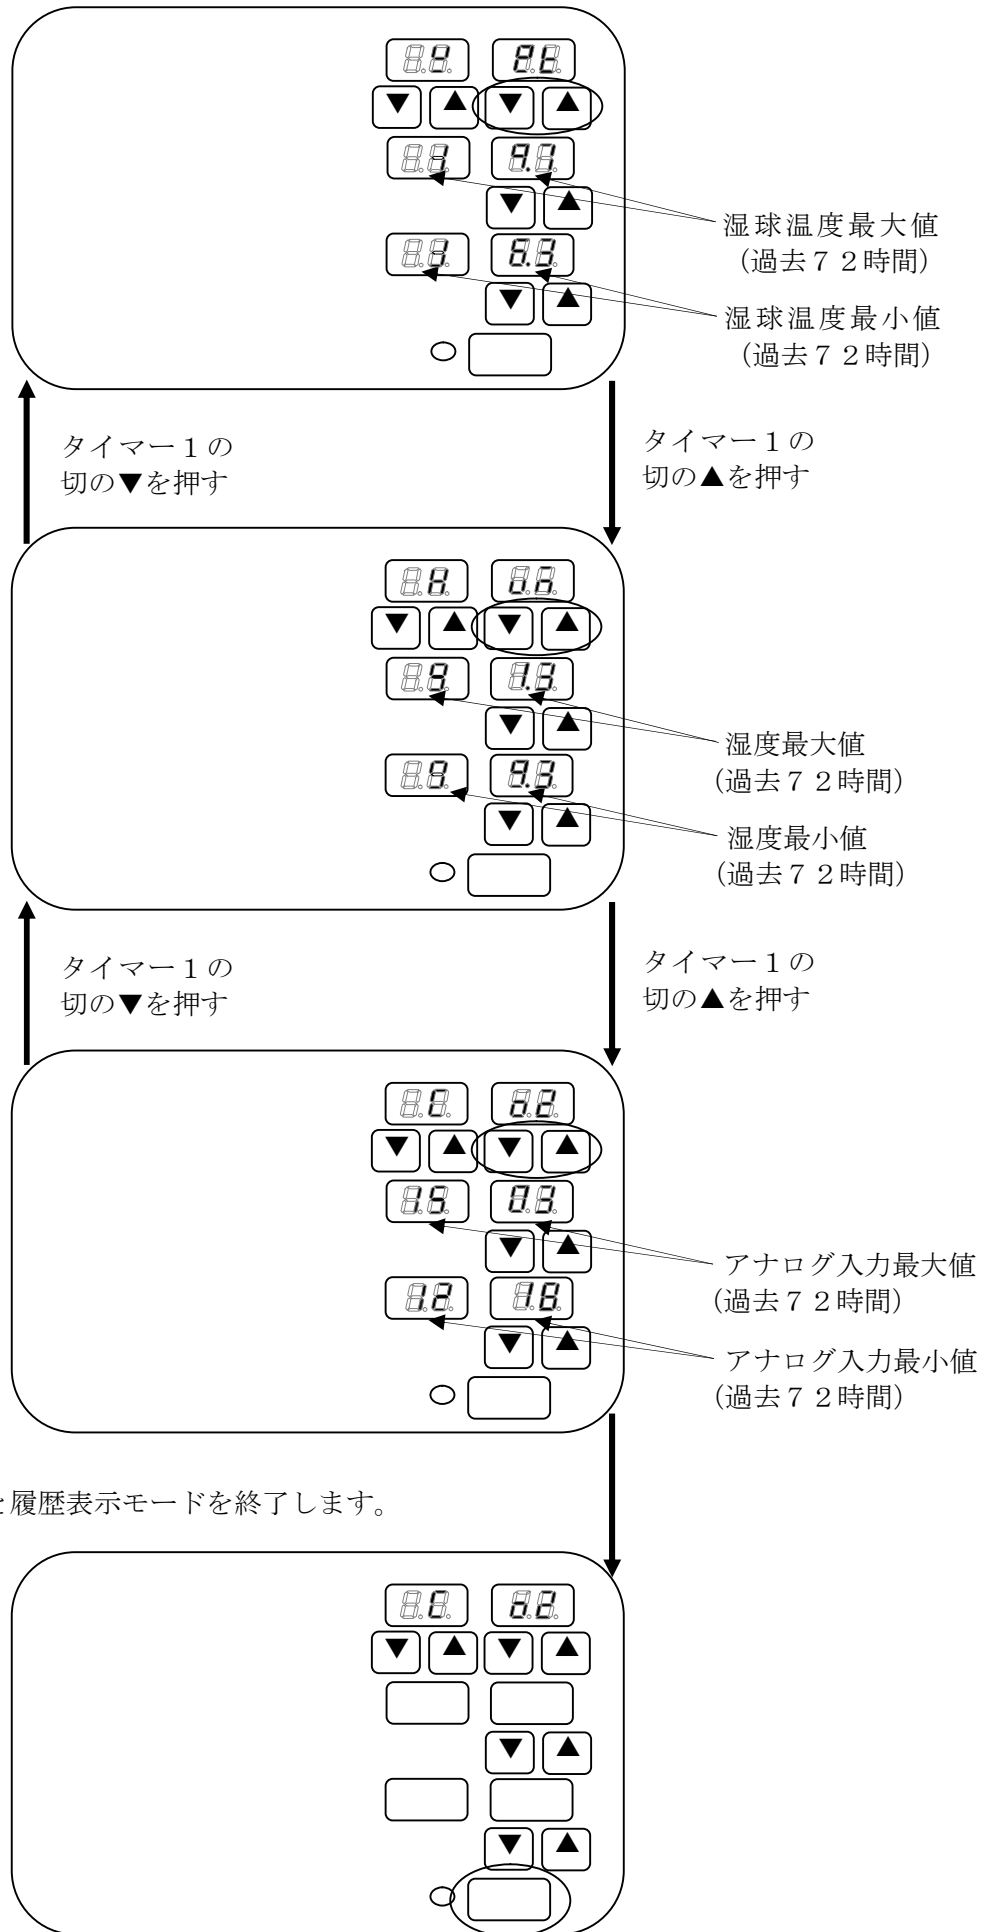 湿球温度最大値
(過去７２時間)
湿球温度最小値
(過去７２時間)
タイマー１の
切の▼を押す
タイマー１の
切の▲を押す
湿度最大値
(過去７２時間)
湿度最小値
(過去７２時間)
タイマー１の
切の▼を押す
タイマー１の
切の▲を押す
アナログ入力最大値
(過去７２時間)
アナログ入力最小値
(過去７２時間)
履歴表示モードを終了します。